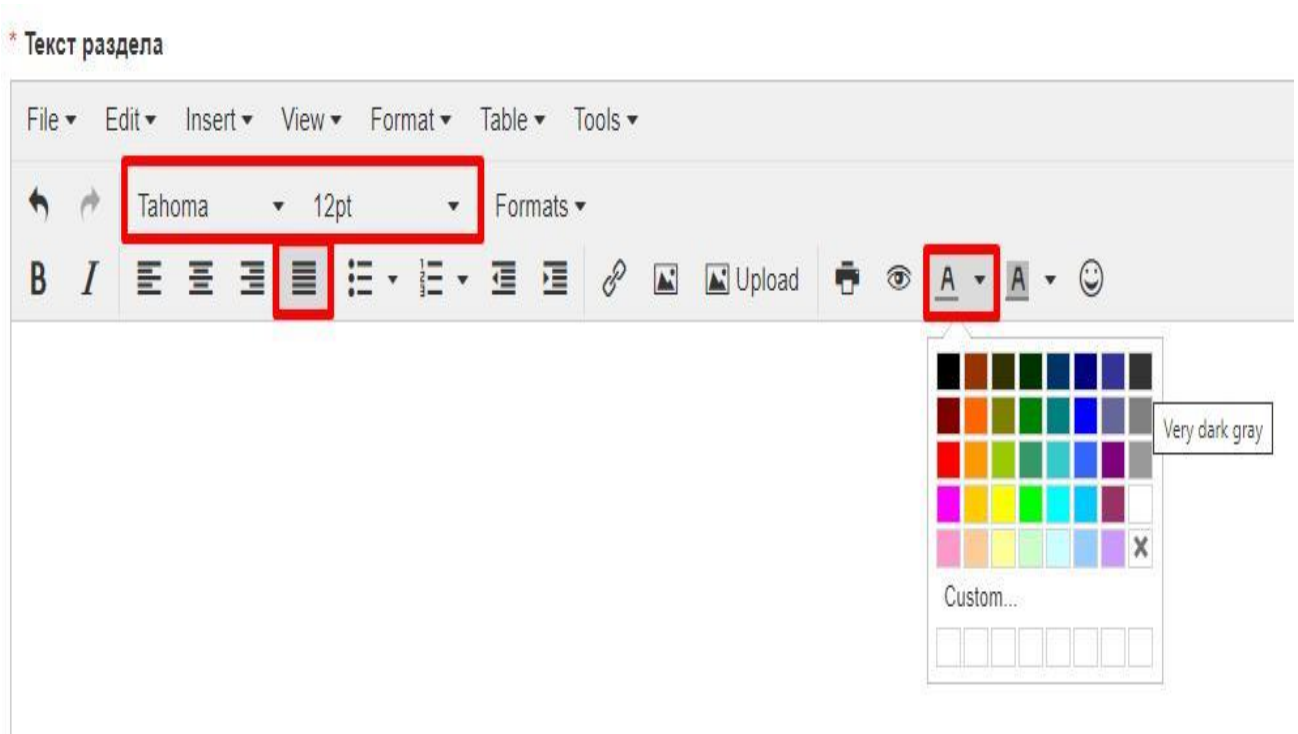 * Текст раздела
File Edit Insert View Format Table Tools
Tahoma 12pt Formats
B I Upload A A
Very dark gray
Custom...